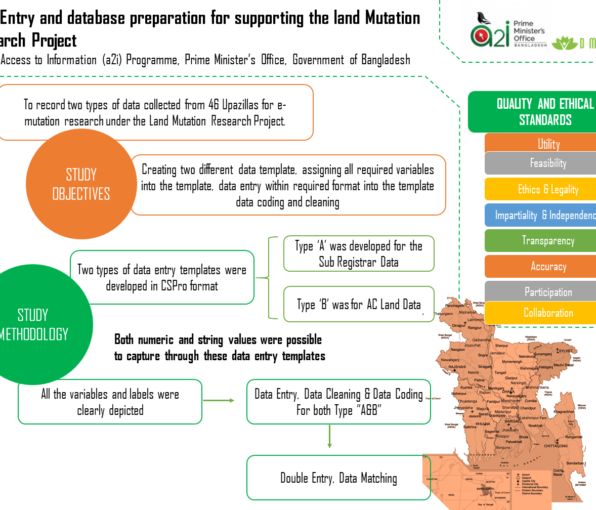 Entry and database preparation for supporting the land Mutation
arch Project
Access to Information (a2i) Programme, Prime Minister's Office, Government of Bangladesh
a2i
Prime
Minister's
Office
BANGLADESH
D M
To record two types of data collected from 46 Upazillas for e-
mutation research under the Land Mutation Research Project.
STUDY
OBJECTIVES
Creating two different data template, assigning all required variables
into the template, data entry within required format into the template
data coding and cleaning
QUALITY AND ETHICAL
STANDARDS
Utility
Feasibility
Ethics & Legality
Impartiality & Independenc
Transparency
Accuracy
Participation
Collaboration
STUDY
METHODOLOGY
Two types of data entry templates were
developed in CSPro format
Type 'A' was developed for the
Sub Registrar Data
Type 'B' was for AC Land Data
Both numeric and string values were possible
to capture through these data entry templates
All the variables and labels were
clearly depicted
Data Entry, Data Cleaning & Data Coding
For both Type "A&B"
Double Entry, Data Matching